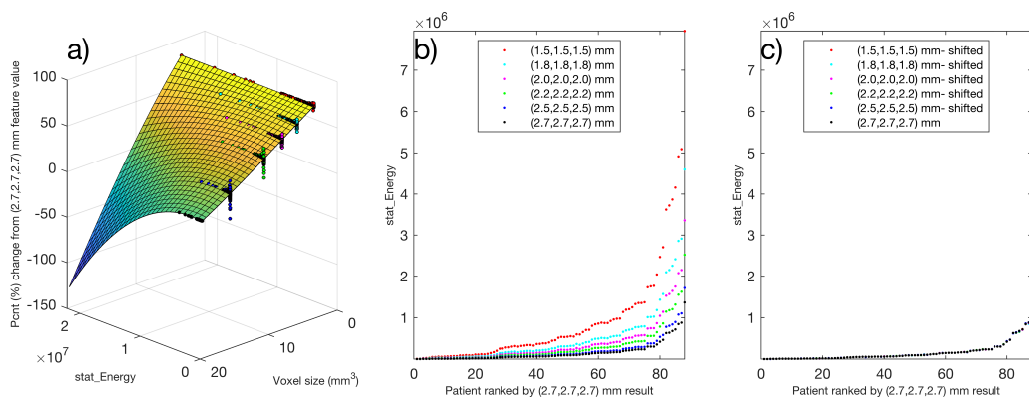 a)
Pcnt (%) change from (2.7,2.7,2.7) mm feature value
100
50
0
-50
-100
-150
2
1
0
×10⁷
stat_Energy
20
10
0
Voxel size (mm³)
b)
×10⁶
7
6
5
4
3
2
1
stat_Energy
0
20
40
60
80
Patient ranked by (2.7,2.7,2.7) mm result
(1.5,1.5,1.5) mm
(1.8,1.8,1.8) mm
(2.0,2.0,2.0) mm
(2.2,2.2,2.2) mm
(2.5,2.5,2.5) mm
(2.7,2.7,2.7) mm
c)
×10⁶
7
6
5
4
3
2
1
stat_Energy
0
20
40
60
80
Patient ranked by (2.7,2.7,2.7) mm result
(1.5,1.5,1.5) mm- shifted
(1.8,1.8,1.8) mm- shifted
(2.0,2.0,2.0) mm- shifted
(2.2,2.2,2.2) mm- shifted
(2.5,2.5,2.5) mm- shifted
(2.7,2.7,2.7) mm